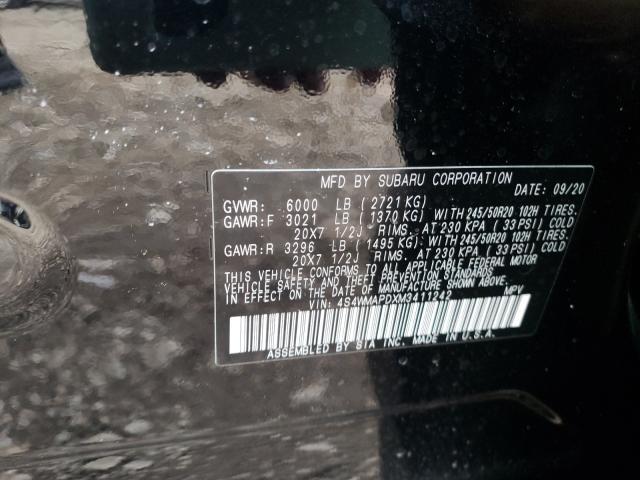 MFD BY SUBARU CORPORATION
DATE: 09/20
GVWR: 6000 LB ( 2721 KG)
GAWR:F 3021 LB ( 1370 KG) WITH 245/50R20 102H TIRES.
20X7 1/2J RIMS. AT 230 KPA ( 33 PSI) COLD
GAWR:R 3296 LB ( 1495 KG) WITH 245/50R20 102H TIRES.
20X7 1/2J RIMS. AT 230 KPA ( 33 PSI) COLD.
THIS VEHICLE CONFORMS TO ALL APPLICABLE FEDERAL MOTOR
VEHICLE SAFETY AND THEFT PREVENTION STANDARDS
IN EFFECT ON THE DATE OF MANUFACTURE SHOWN ABOVE.
VIN: 4S4WMAPDXM3411242 MPV
ASSEMBLED BY SIA INC. MADE IN U.S.A.